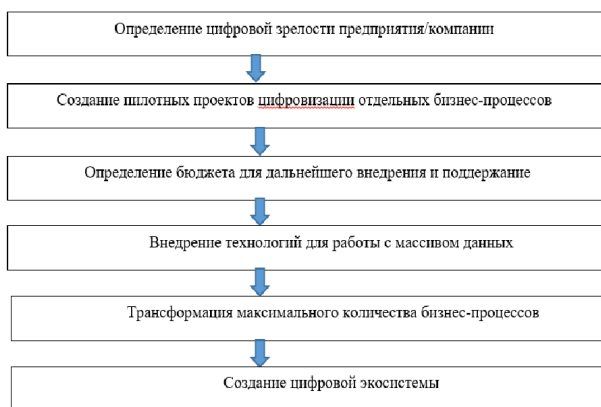 Определение цифровой зрелости предприятия/компании
Создание пилотных проектов цифровизации отдельных бизнес-процессов
Определение бюджета для дальнейшего внедрения и поддержание
Внедрение технологий для работы с массивом данных
Трансформация максимального количества бизнес-процессов
Создание цифровой экосистемы